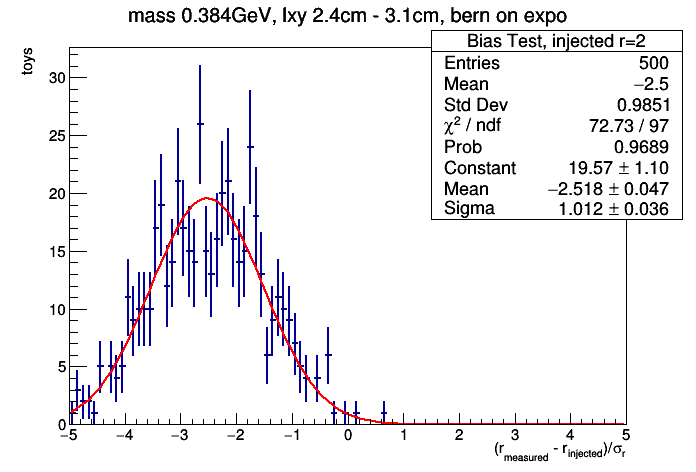 mass 0.384GeV, lxy 2.4cm - 3.1cm, bern on expo
toys
Bias Test, injected r=2
Entries 500
Mean −2.5
Std Dev 0.9851
χ² / ndf 72.73 / 97
Prob 0.9689
Constant 19.57 ± 1.10
Mean −2.518 ± 0.047
Sigma 1.012 ± 0.036
30
25
20
15
10
5
0
−5 −4 −3 −2 −1 0 1 2 3 4 5
(r_measured - r_injected)/σ_r